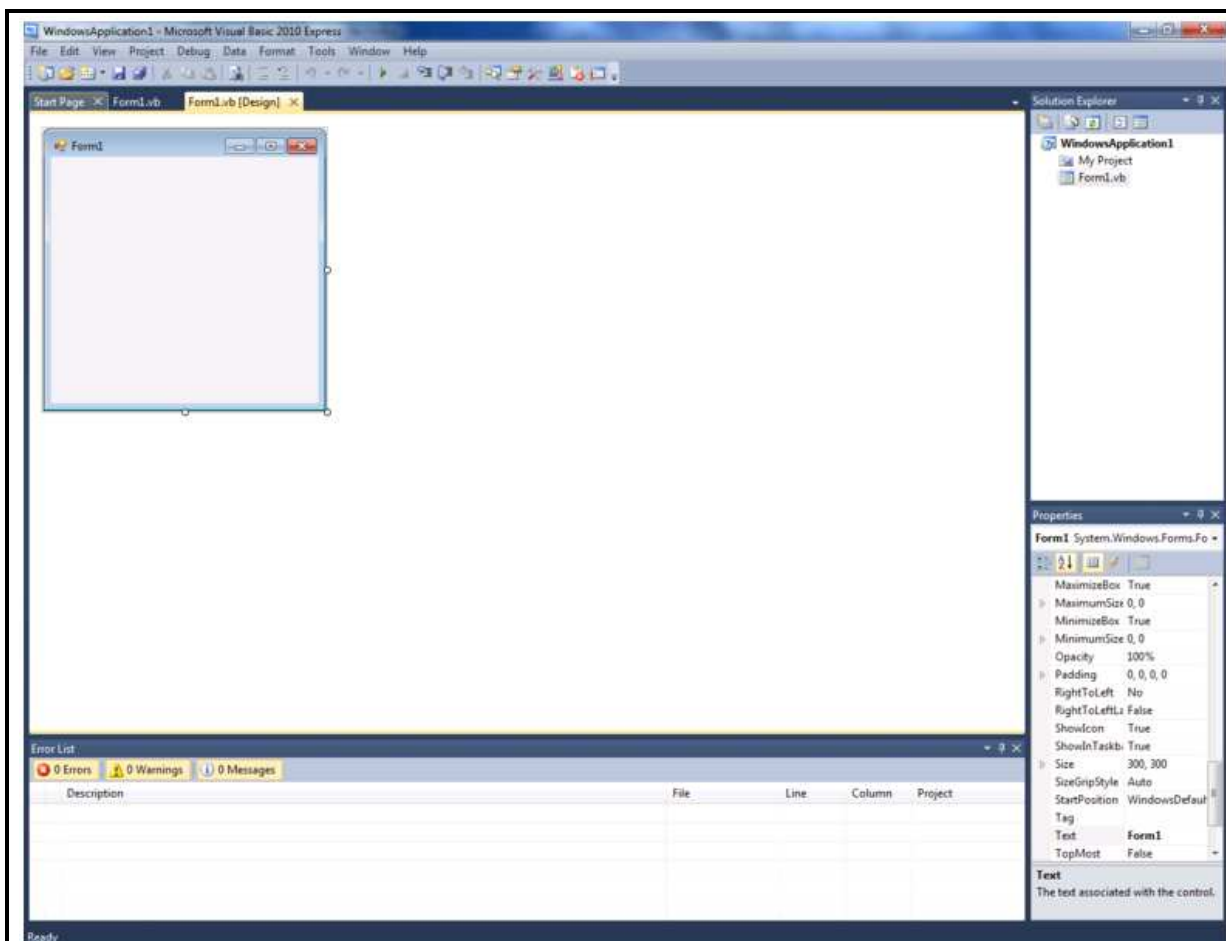 WindowsApplication1 - Microsoft Visual Basic 2010 Express
File Edit View Project Debug Data Format Tools Window Help
Start Page Form1.vb Form1.vb [Design]
Form1
Solution Explorer
WindowsApplication1
My Project
Form1.vb
Properties
Form1 System.Windows.Forms.Fo
MaximizeBox True
MaximumSize 0, 0
MinimizeBox True
MinimumSize 0, 0
Opacity 100%
Padding 0, 0, 0, 0
RightToLeft No
RightToLeftLa False
ShowIcon True
ShowInTaskba True
Size 300, 300
SizeGripStyle Auto
StartPosition WindowsDefault
Tag
Text Form1
TopMost False
Text
The text associated with the control.
Error List
0 Errors 0 Warnings 0 Messages
Description File Line Column Project
Ready